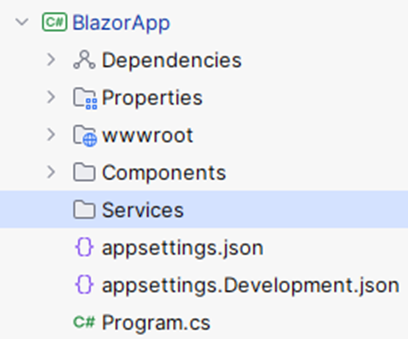 C# BlazorApp
Dependencies
Properties
wwwroot
Components
Services
{} appsettings.json
{} appsettings.Development.json
C# Program.cs